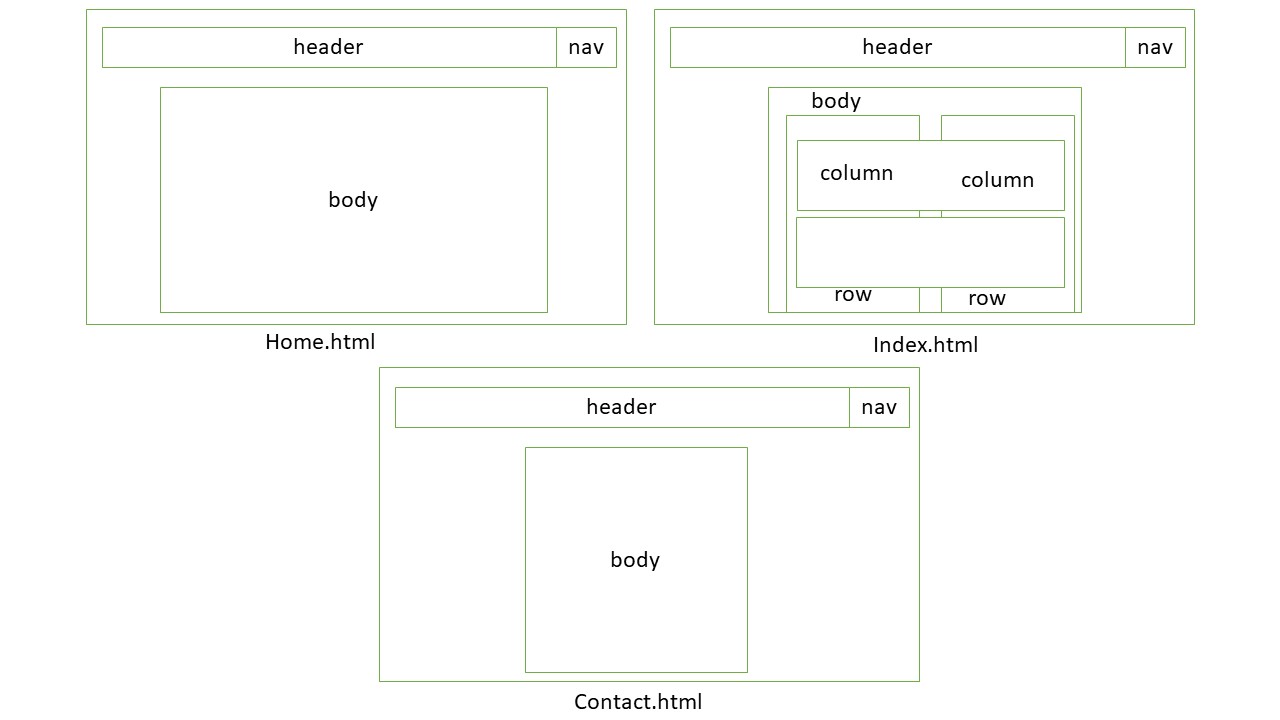 header
nav
body
Home.html
header
nav
body
column
column
row
row
Index.html
header
nav
body
Contact.html